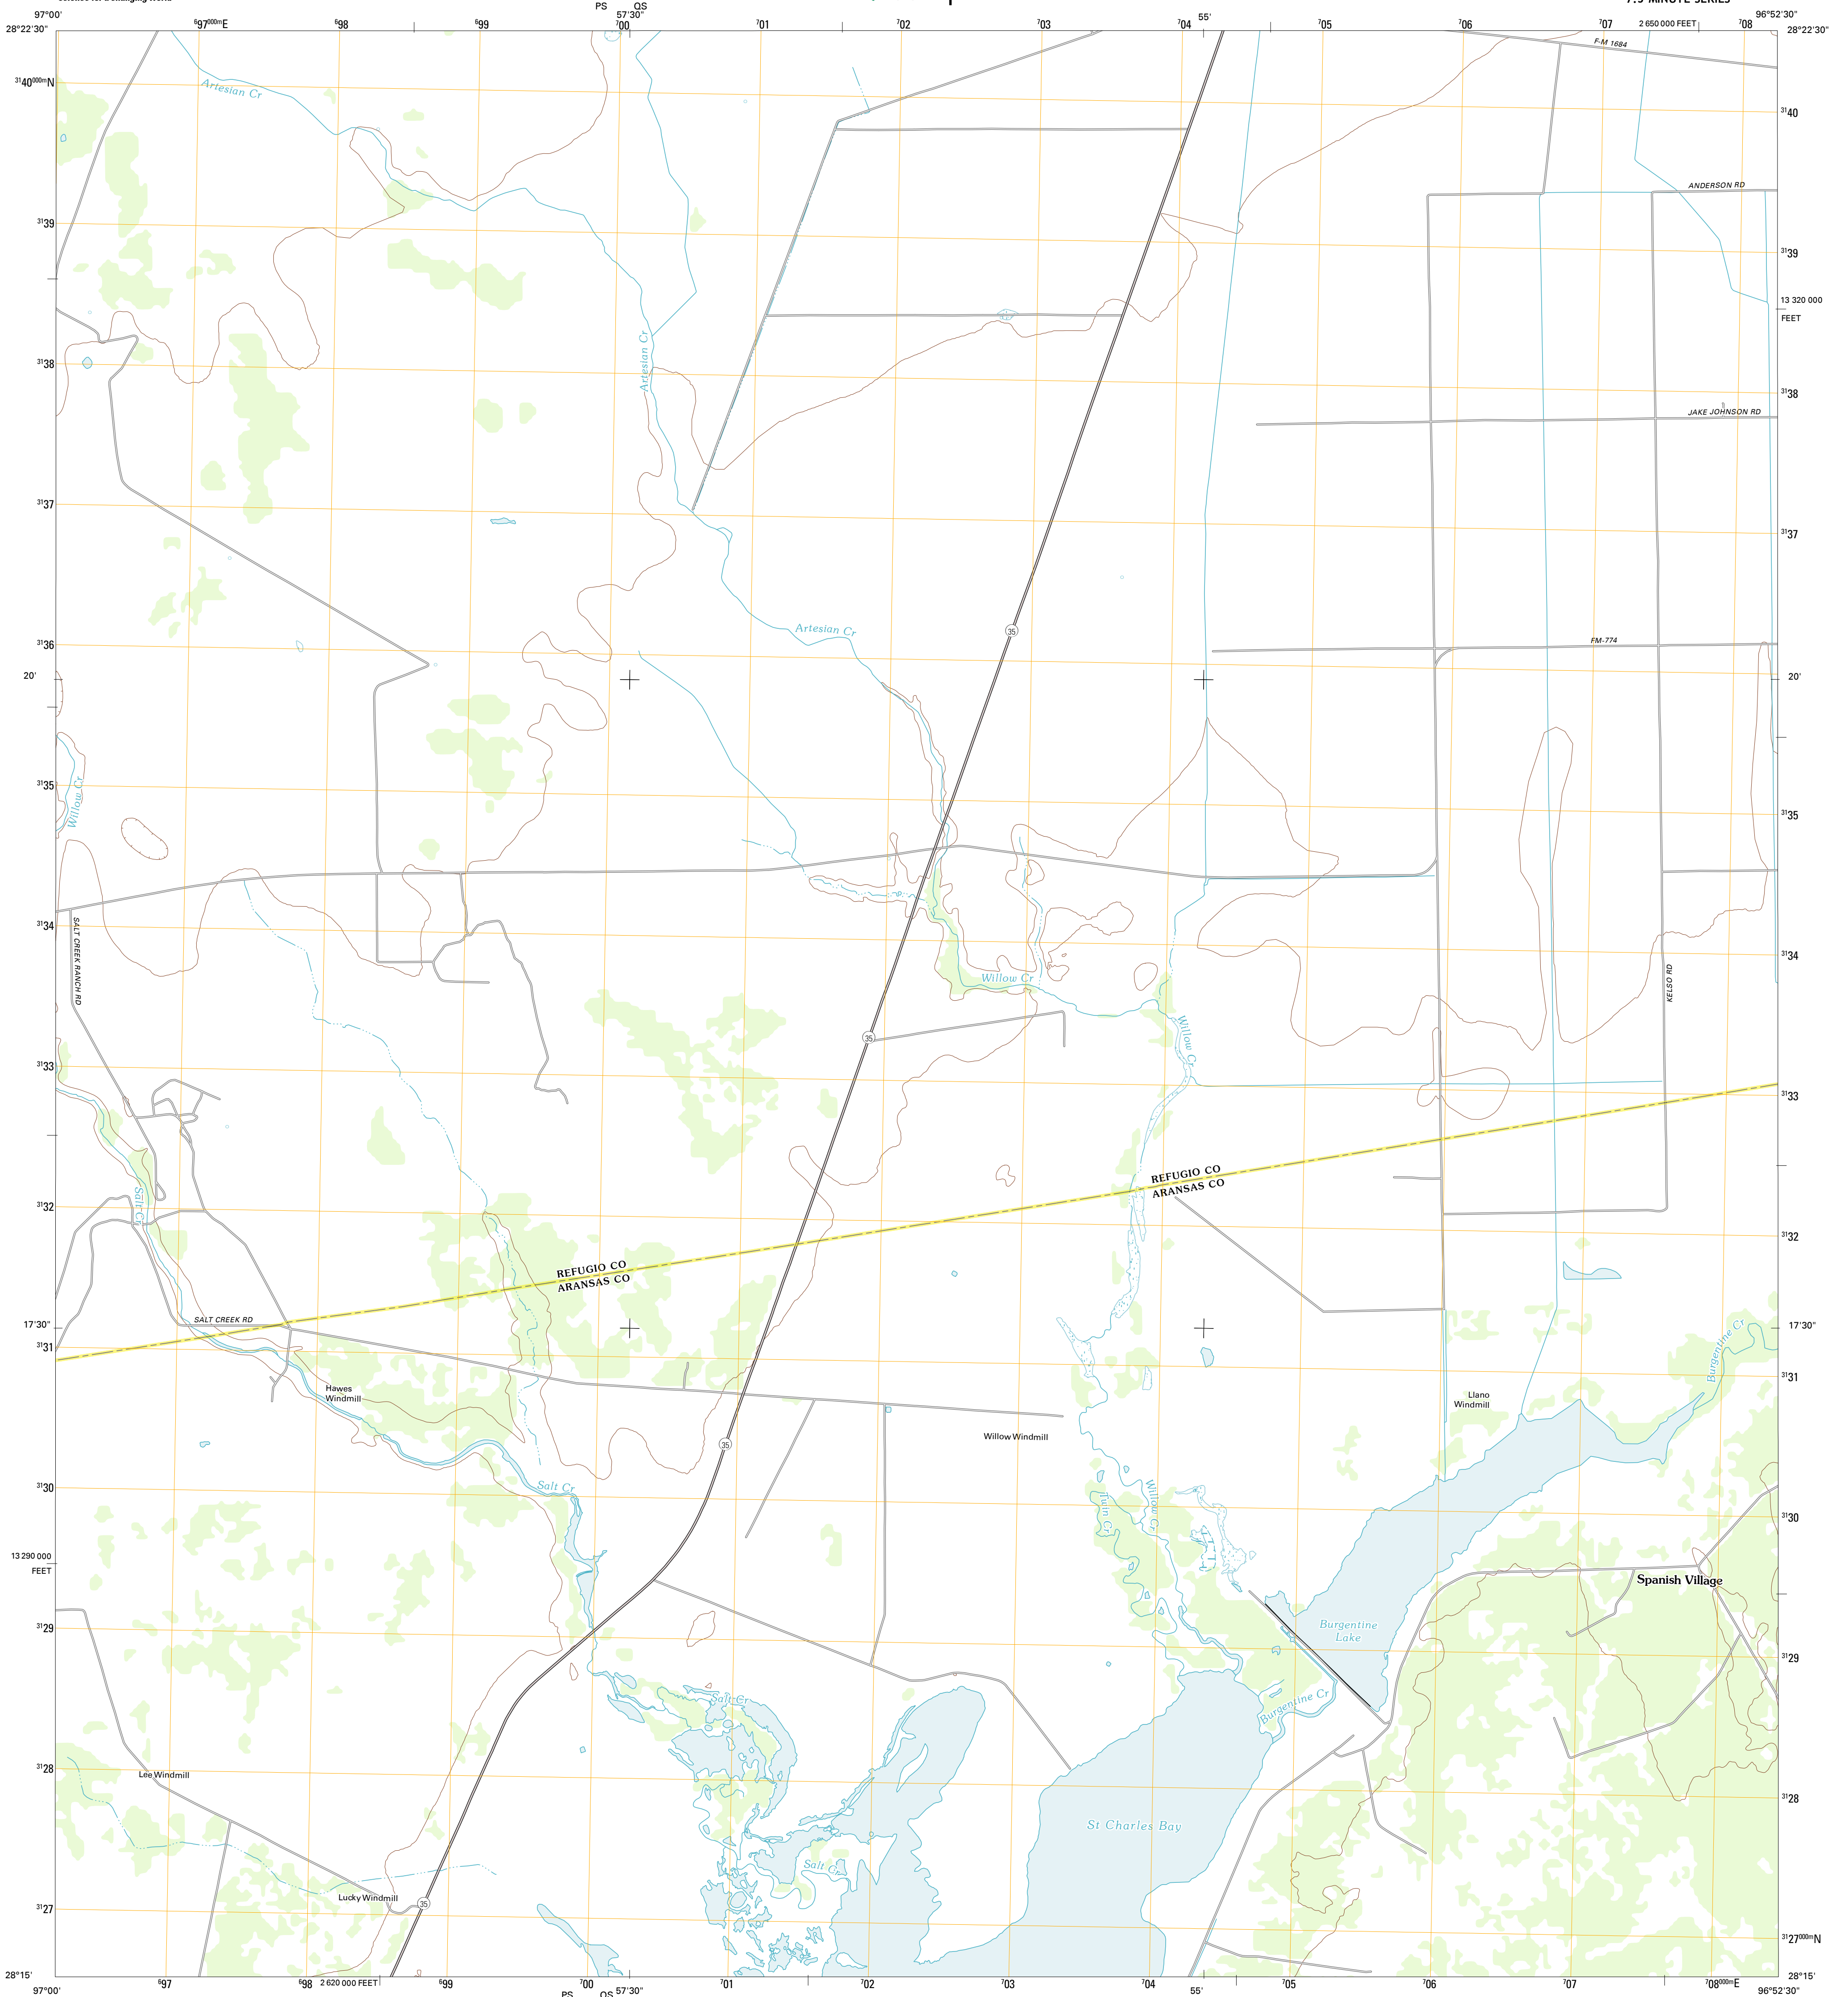 PS QS
97°00'
⁶97⁰⁰⁰ᵐE
⁶98
⁶99
57'30"
⁷00
⁷01
⁷02
⁷03
⁷04
55'
⁷05
⁷06
⁷07
2 650 000 FEET
⁷08
96°52'30"
28°22'30"
28°22'30"
F-M 1684
Artesian Cr
³¹40⁰⁰⁰ᵐN
³¹40
ANDERSON RD
³¹39
³¹39
13 320 000
FEET
Artesian Cr
³¹38
³¹38
JAKE JOHNSON RD
³¹37
³¹37
Artesian Cr
35
FM-774
³¹36
³¹36
20'
20'
Willow Cr
³¹35
³¹35
³¹34
³¹34
SALT CREEK RANCH RD
Willow Cr
KELSO RD
35
Willow Cr
³¹33
³¹33
REFUGIO CO
ARANSAS CO
Salt Cr
³¹32
³¹32
REFUGIO CO
ARANSAS CO
SALT CREEK RD
17'30"
17'30"
³¹31
³¹31
Burgentine Cr
Hawes
Windmill
Llano
Windmill
Willow Windmill
35
Salt Cr
³¹30
³¹30
Twin Cr
Willow Cr
13 290 000
FEET
Spanish Village
³¹29
³¹29
Burgentine
Lake
Salt Cr
Burgentine Cr
³¹28
³¹28
Lee Windmill
St Charles Bay
Salt Cr
Lucky Windmill
35
³¹27
³¹27⁰⁰⁰ᵐN
28°15'
28°15'
⁶97
⁶98
2 620 000 FEET
⁶99
⁷00
⁷01
⁷02
⁷03
⁷04
⁷05
⁷06
⁷07
⁷08⁰⁰⁰ᵐE
97°00'
PS QS
57'30"
55'
96°52'30"